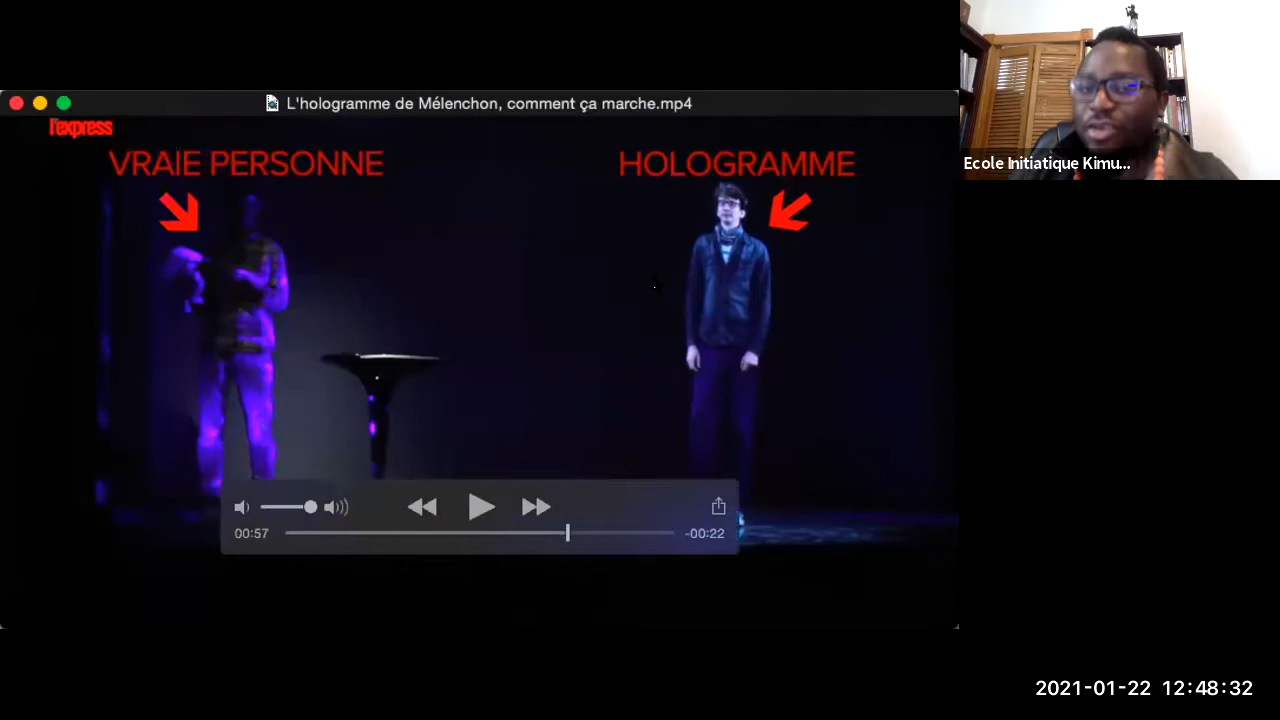 L'hologramme de Mélenchon, comment ça marche.mp4
l'express
VRAIE PERSONNE
HOLOGRAMME
00:57
-00:22
Ecole Initiatique Kimu...
2021-01-22 12:48:32